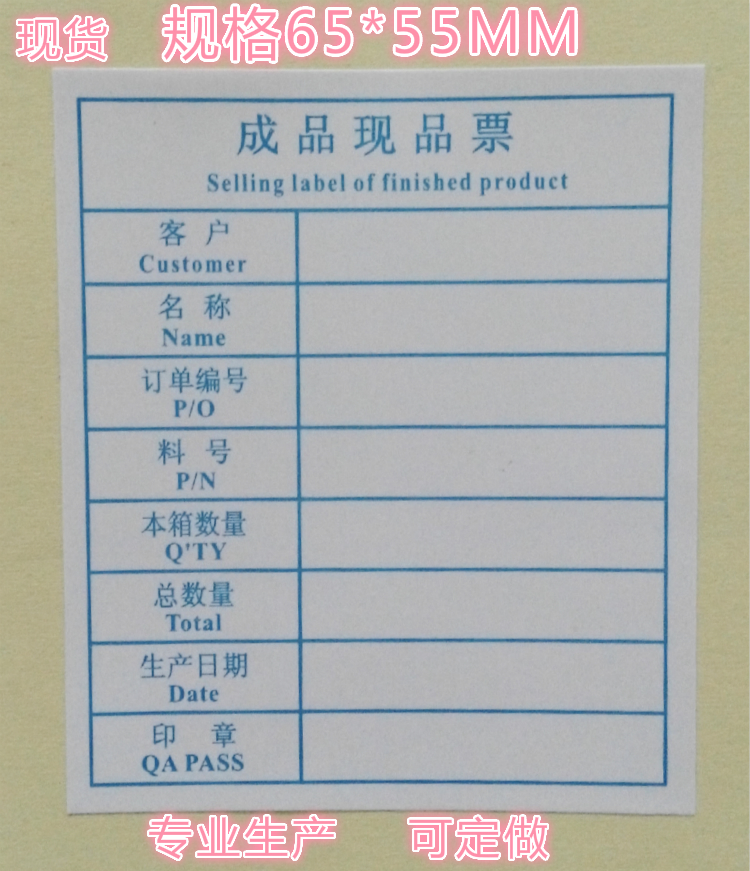 现货 规格65*55MM
成品现品票
Selling label of finished product
客户
Customer
名称
Name
订单编号
P/O
料号
P/N
本箱数量
Q'TY
总数量
Total
生产日期
Date
印章
QA PASS
专业生产 可定做